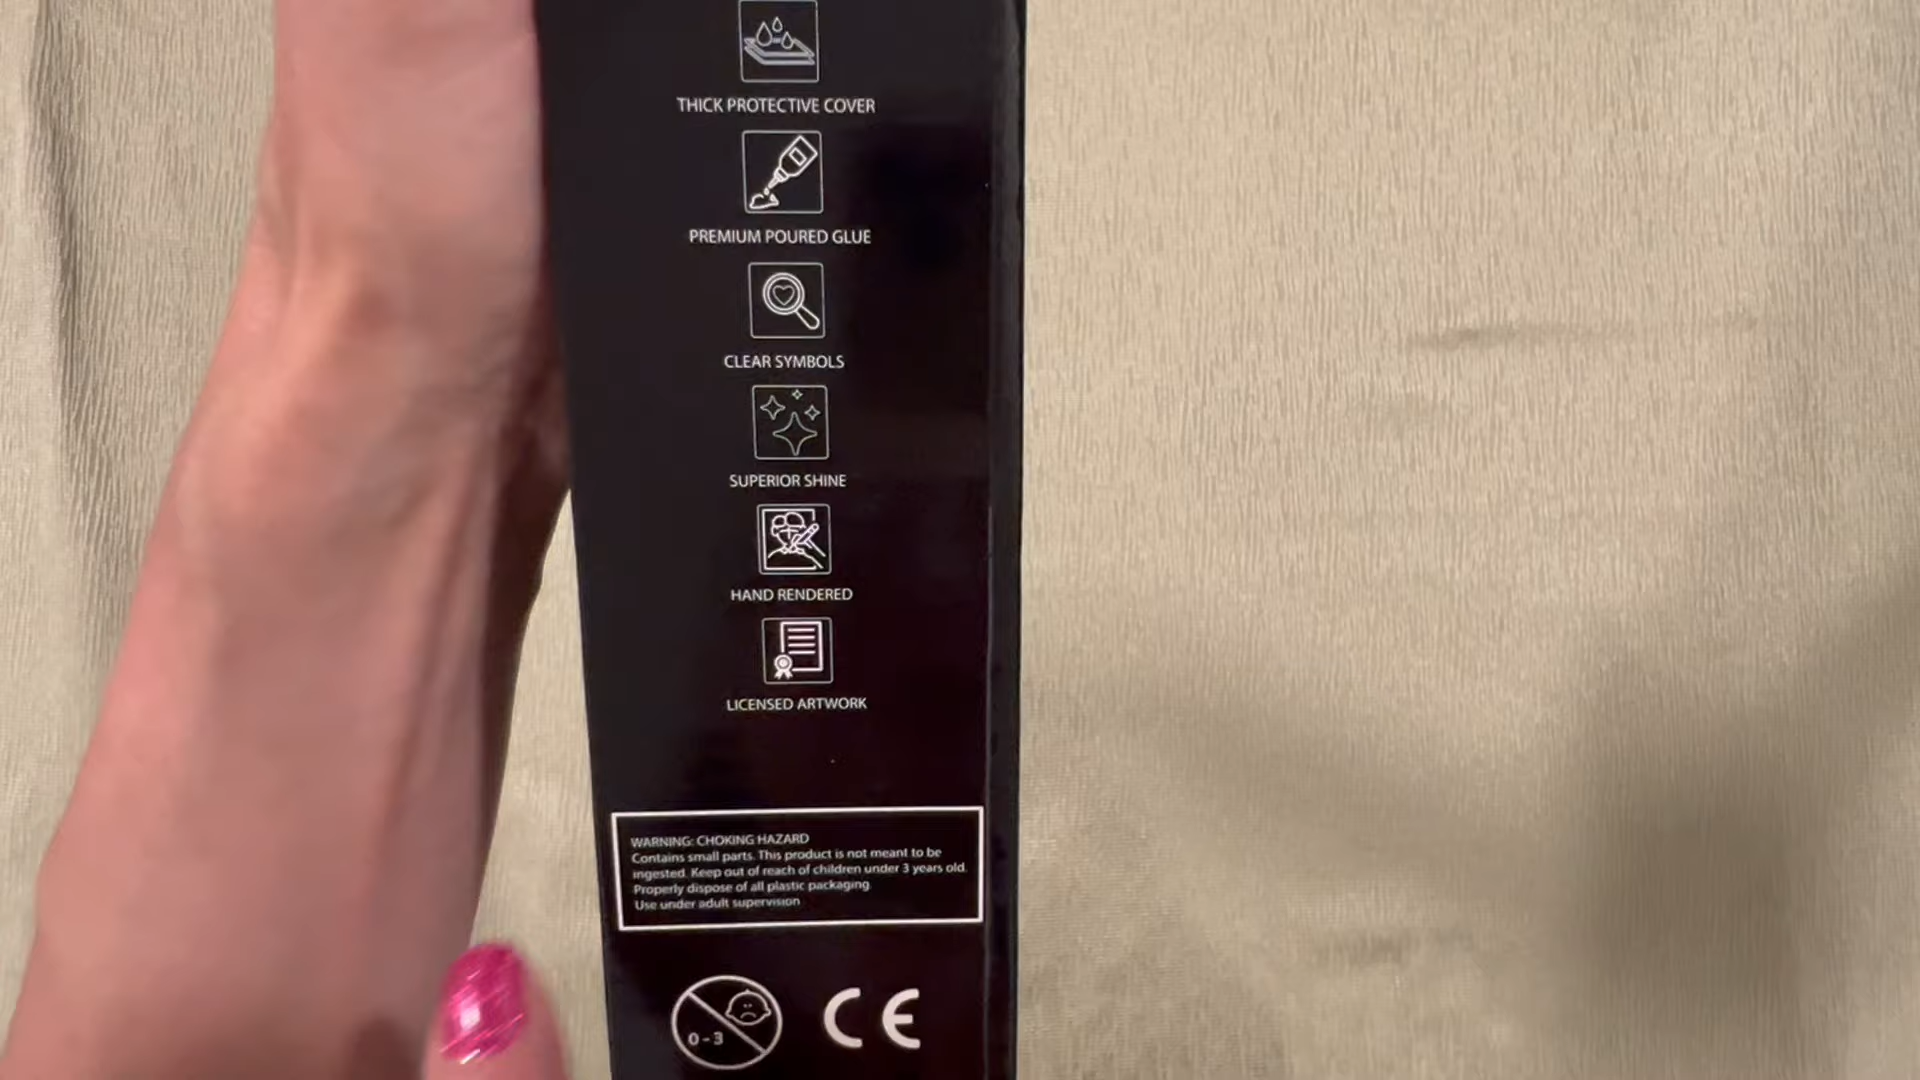 THICK PROTECTIVE COVER
PREMIUM POURED GLUE
CLEAR SYMBOLS
SUPERIOR SHINE
HAND RENDERED
LICENSED ARTWORK
WARNING: CHOKING HAZARD
Contains small parts. This product is not meant to be
ingested. Keep out of reach of children under 3 years old.
Properly dispose of all plastic packaging.
Use under adult supervision
0-3
CE